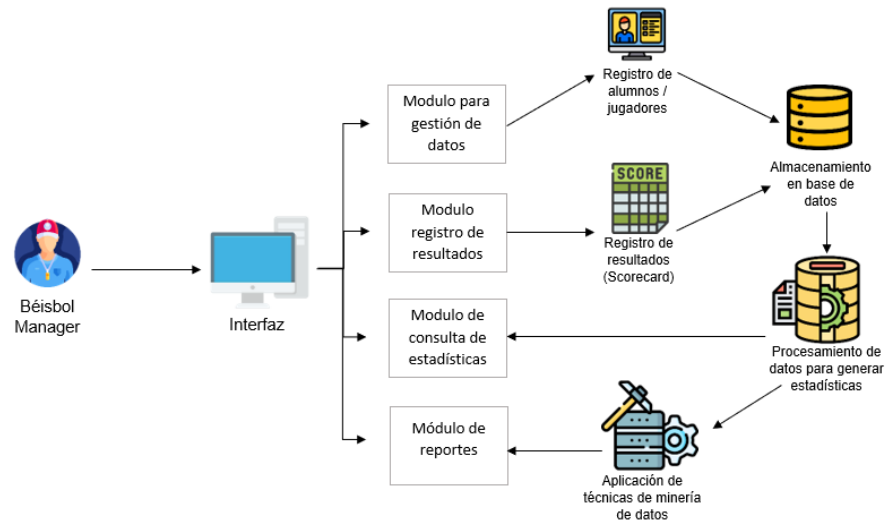 Béisbol
Manager
Interfaz
Modulo para
gestión de
datos
Modulo
registro de
resultados
Modulo de
consulta de
estadísticas
Módulo de
reportes
Registro de
alumnos /
jugadores
SCORE
Registro de
resultados
(Scorecard)
Almacenamiento
en base de
datos
Procesamiento de
datos para generar
estadísticas
Aplicación de
técnicas de minería
de datos